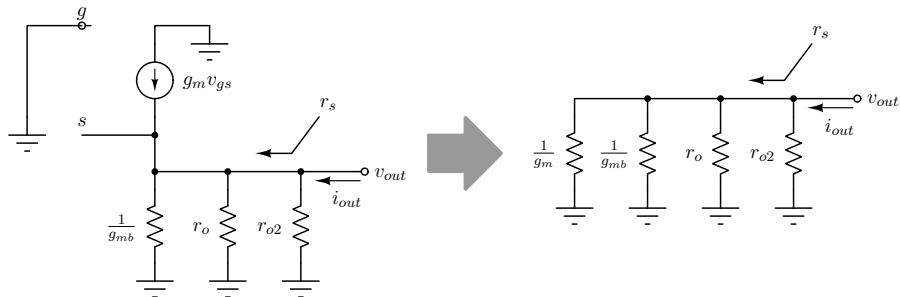 g
g_m v_gs
s
r_s
v_out
i_out
1/g_mb
r_o
r_o2
r_s
v_out
i_out
1/g_m
1/g_mb
r_o
r_o2